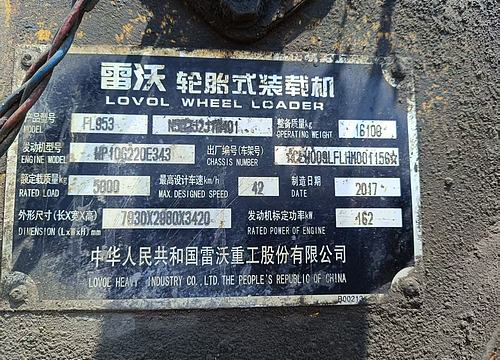 雷沃 轮胎式装载机
LOVOL WHEEL LOADER
产品型号 MODEL FL953 整备质量kg OPERATING WEIGHT 16108
发动机型号 ENGINE MODEL WP10G220E343 出厂编号(车架号) CHASSIS NUMBER
额定载质量kg RATED LOAD 5000 最高设计车速km/h MAX.DESIGNED SPEED 42 制造日期 DATE 2017
外形尺寸(长X宽X高) DIMENSION (LxWxH)mm 7930X2980X3420 发动机标定功率kW RATED POWER OF ENGINE 162
中华人民共和国雷沃重工股份有限公司
LOVOL HEAVY INDUSTRY CO.,LTD.THE PEOPLE'S REPUBLIC OF CHINA